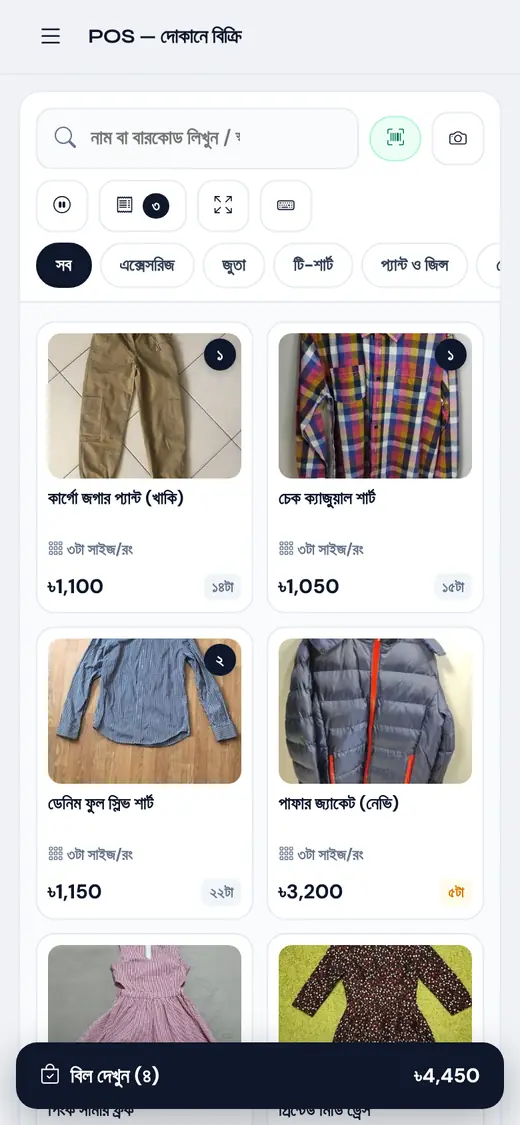 POS — দোকানে বিক্রি
নাম বা বারকোড লিখুন /
৩
সব এক্সেসরিজ জুতা টি-শার্ট প্যান্ট ও জিন্স
১ ১
কার্গো জগার প্যান্ট (খাকি) চেক ক্যাজুয়াল শার্ট
৩টা সাইজ/রং ৩টা সাইজ/রং
৳1,100 ১৪টা ৳1,050 ১৫টা
২
ডেনিম ফুল স্লিভ শার্ট পাফার জ্যাকেট (নেভি)
৩টা সাইজ/রং ৩টা সাইজ/রং
৳1,150 ২২টা ৳3,200 ৫টা
বিল দেখুন (৪) ৳4,450
পিংক সামার ফ্রক প্রিন্টেড মিডি ড্রেস